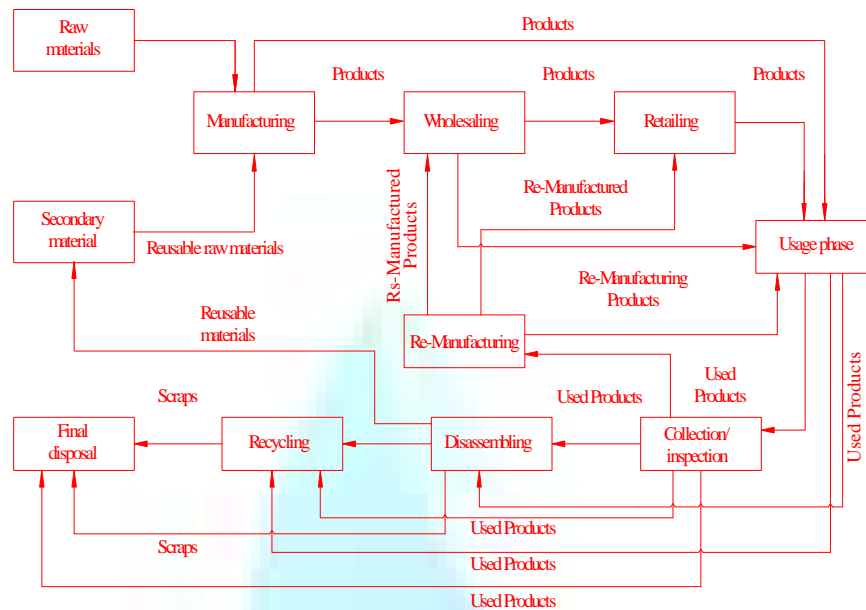 Raw
materials
Products
Products
Products
Products
Manufacturing
Wholesaling
Retailing
Re-Manufactured
Products
Rs-Manufactured
Products
Secondary
material
Reusable raw materials
Usage phase
Re-Manufacturing
Products
Reusable
materials
Re-Manufacturing
Used
Products
Used Products
Scraps
Used Products
Final
disposal
Recycling
Disassembling
Collection/
inspection
Scraps
Used Products
Used Products
Used Products